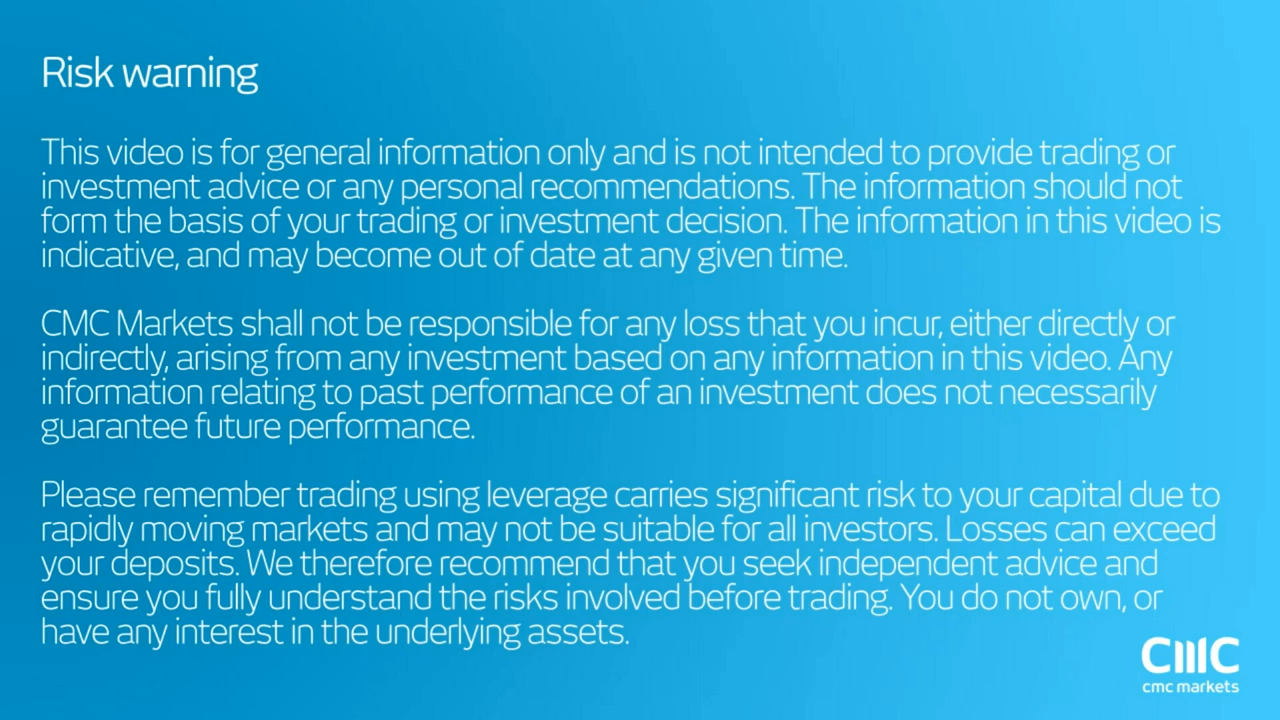 Risk warning
This video is for general information only and is not intended to provide trading or
investment advice or any personal recommendations. The information should not
form the basis of your trading or investment decision. The information in this video is
indicative, and may become out of date at any given time.
CMC Markets shall not be responsible for any loss that you incur, either directly or
indirectly, arising from any investment based on any information in this video. Any
information relating to past performance of an investment does not necessarily
guarantee future performance.
Please remember trading using leverage carries significant risk to your capital due to
rapidly moving markets and may not be suitable for all investors. Losses can exceed
your deposits. We therefore recommend that you seek independent advice and
ensure you fully understand the risks involved before trading. You do not own, or
have any interest in the underlying assets.
CMC
cmc markets